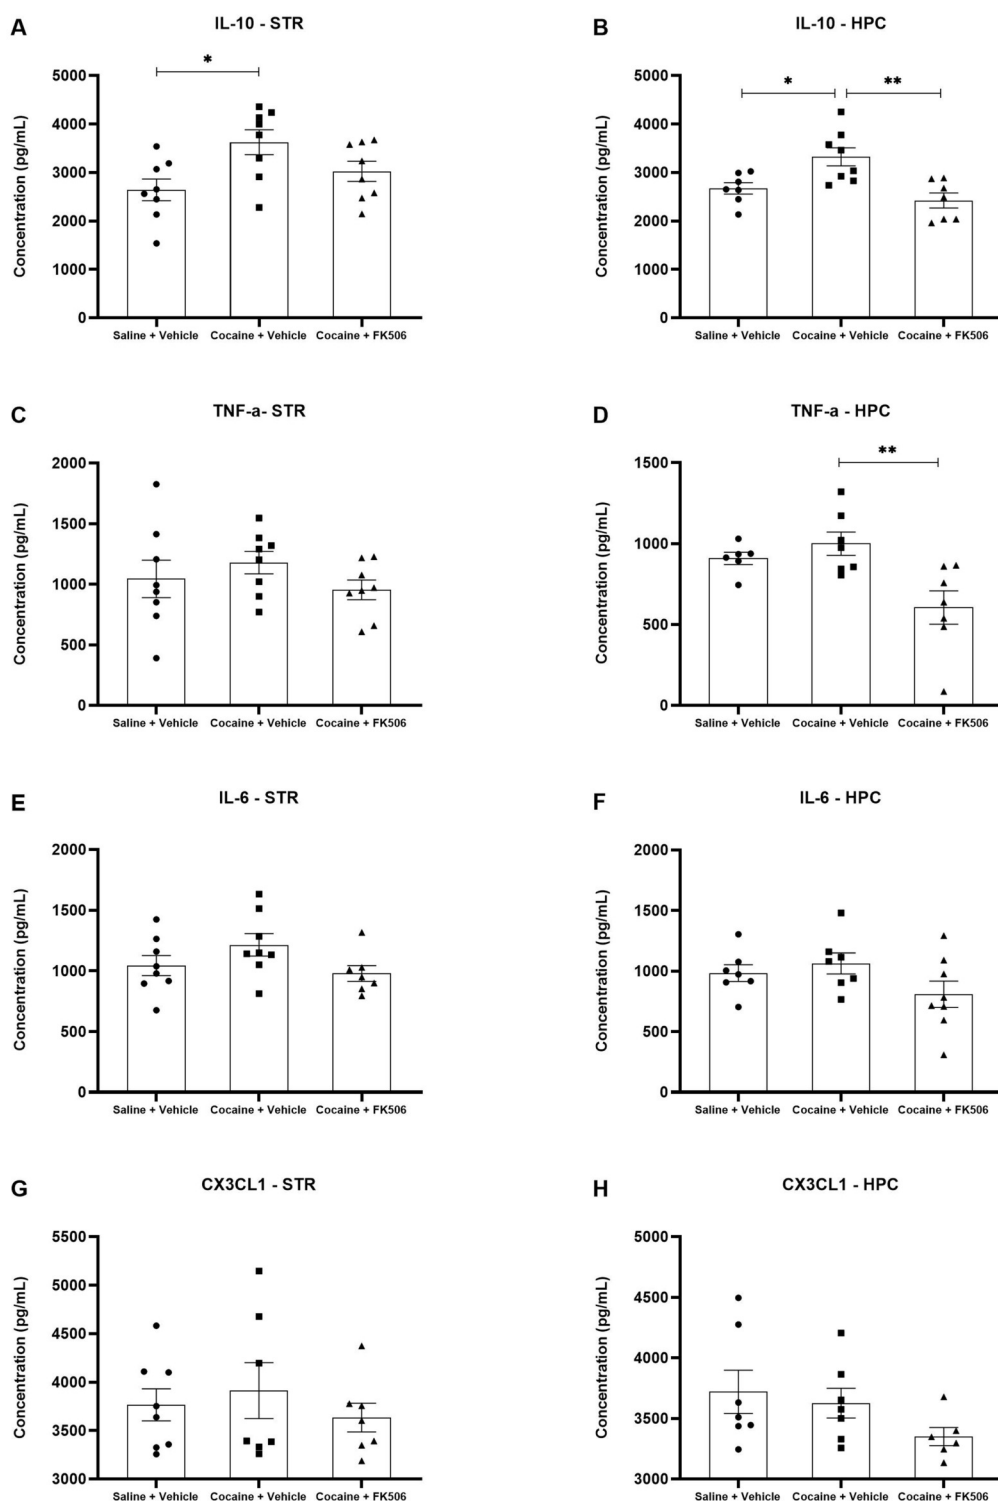 A
IL-10 - STR
*
5000
4000
3000
2000
1000
0
Concentration (pg/mL)
Saline + Vehicle
Cocaine + Vehicle
Cocaine + FK506
B
IL-10 - HPC
*
**
5000
4000
3000
2000
1000
0
Concentration (pg/mL)
Saline + Vehicle
Cocaine + Vehicle
Cocaine + FK506
C
TNF-a- STR
2000
1500
1000
500
0
Concentration (pg/mL)
Saline + Vehicle
Cocaine + Vehicle
Cocaine + FK506
D
TNF-a - HPC
**
1500
1000
500
0
Concentration (pg/mL)
Saline + Vehicle
Cocaine + Vehicle
Cocaine + FK506
E
IL-6 - STR
2000
1500
1000
500
0
Concentration (pg/mL)
Saline + Vehicle
Cocaine + Vehicle
Cocaine + FK506
F
IL-6 - HPC
2000
1500
1000
500
0
Concentration (pg/mL)
Saline + Vehicle
Cocaine + Vehicle
Cocaine + FK506
G
CX3CL1 - STR
5500
5000
4500
4000
3500
3000
Concentration (pg/mL)
Saline + Vehicle
Cocaine + Vehicle
Cocaine + FK506
H
CX3CL1 - HPC
5000
4500
4000
3500
3000
Concentration (pg/mL)
Saline + Vehicle
Cocaine + Vehicle
Cocaine + FK506